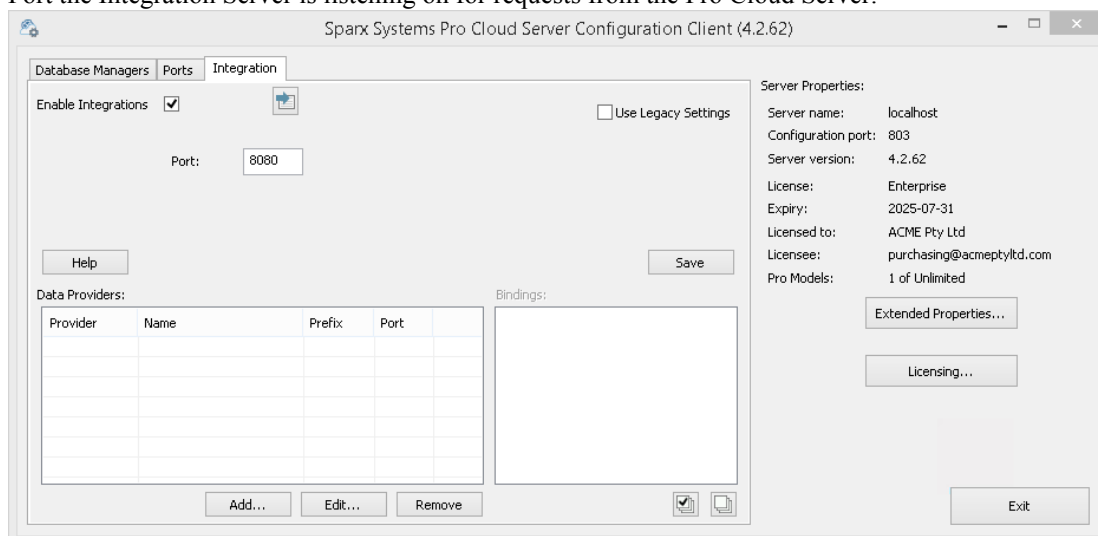 Port the Integration Server is listening on for requests from the Pro Cloud Server.
Sparx Systems Pro Cloud Server Configuration Client (4.2.62)
Database Managers Ports Integration
Enable Integrations
Use Legacy Settings
Port: 8080
Help
Save
Data Providers:
Bindings:
Provider Name Prefix Port
Add... Edit... Remove
Server Properties:
Server name: localhost
Configuration port: 803
Server version: 4.2.62
License: Enterprise
Expiry: 2025-07-31
Licensed to: ACME Pty Ltd
Licensee: purchasing@acmeptyltd.com
Pro Models: 1 of Unlimited
Extended Properties...
Licensing...
Exit